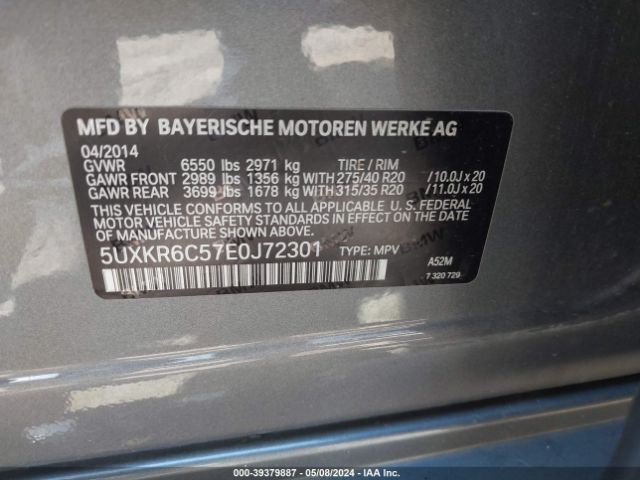 MFD BY BAYERISCHE MOTOREN WERKE AG
04/2014
GVWR 6550 lbs 2971 kg TIRE / RIM
GAWR FRONT 2989 lbs 1356 kg WITH 275/40 R20 /10.0J x 20
GAWR REAR 3699 lbs 1678 kg WITH 315/35 R20 /11.0J x 20
THIS VEHICLE CONFORMS TO ALL APPLICABLE U. S. FEDERAL
MOTOR VEHICLE SAFETY STANDARDS IN EFFECT ON THE DATE
OF MANUFACTURE SHOWN ABOVE.
5UXKR6C57E0J72301 TYPE: MPV A52M
7 320 729
000-39379887 - 05/08/2024 - IAA Inc.